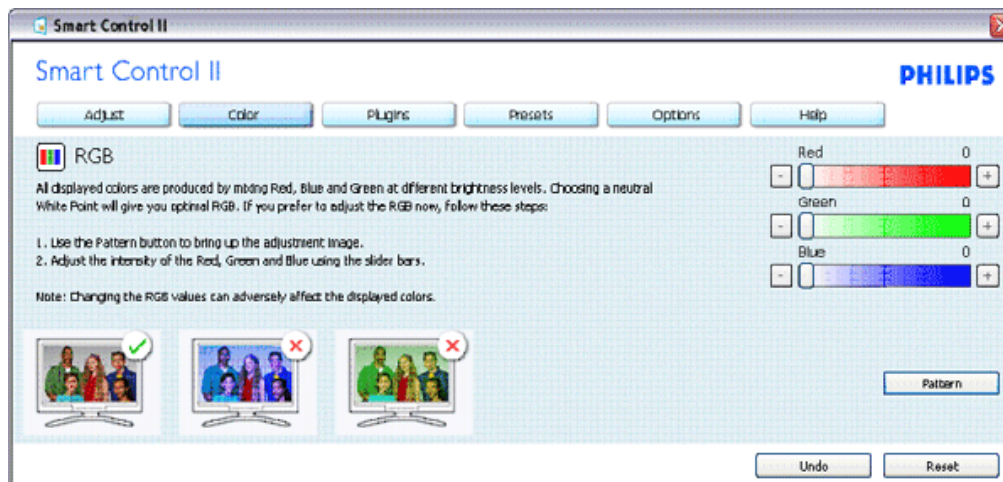 Smart Control II
Smart Control II
PHILIPS
Adjust Color Plugins Presets Options Help
RGB
All displayed colors are produced by mixing Red, Blue and Green at different brightness levels. Choosing a neutral
White Point will give you optimal RGB. If you prefer to adjust the RGB now, follow these steps:
1. Use the Pattern button to bring up the adjustment image.
2. Adjust the intensity of the Red, Green and Blue using the slider bars.
Note: Changing the RGB values can adversely affect the displayed colors.
Red 0
- +
Green 0
- +
Blue 0
- +
Pattern
Undo Reset